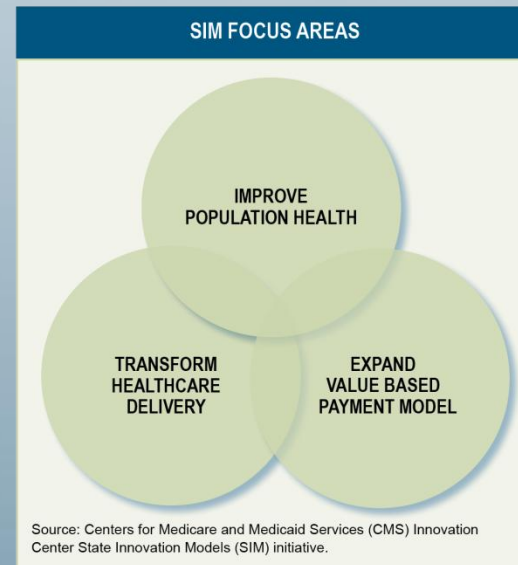 SIM FOCUS AREAS
IMPROVE
POPULATION HEALTH
TRANSFORM
HEALTHCARE
DELIVERY
EXPAND
VALUE BASED
PAYMENT MODEL
Source: Centers for Medicare and Medicaid Services (CMS) Innovation
Center State Innovation Models (SIM) initiative.